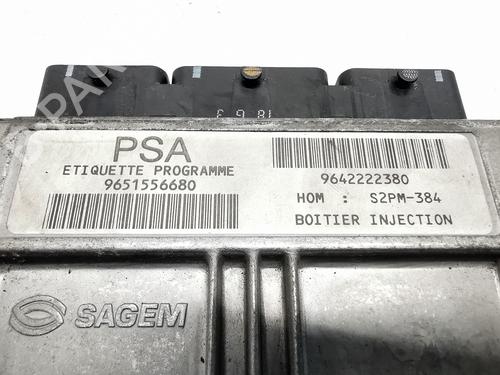 PSA
ETIQUETTE PROGRAMME
9651556680
9642222380
HOM : S2PM-384
BOITIER INJECTION
SAGEM